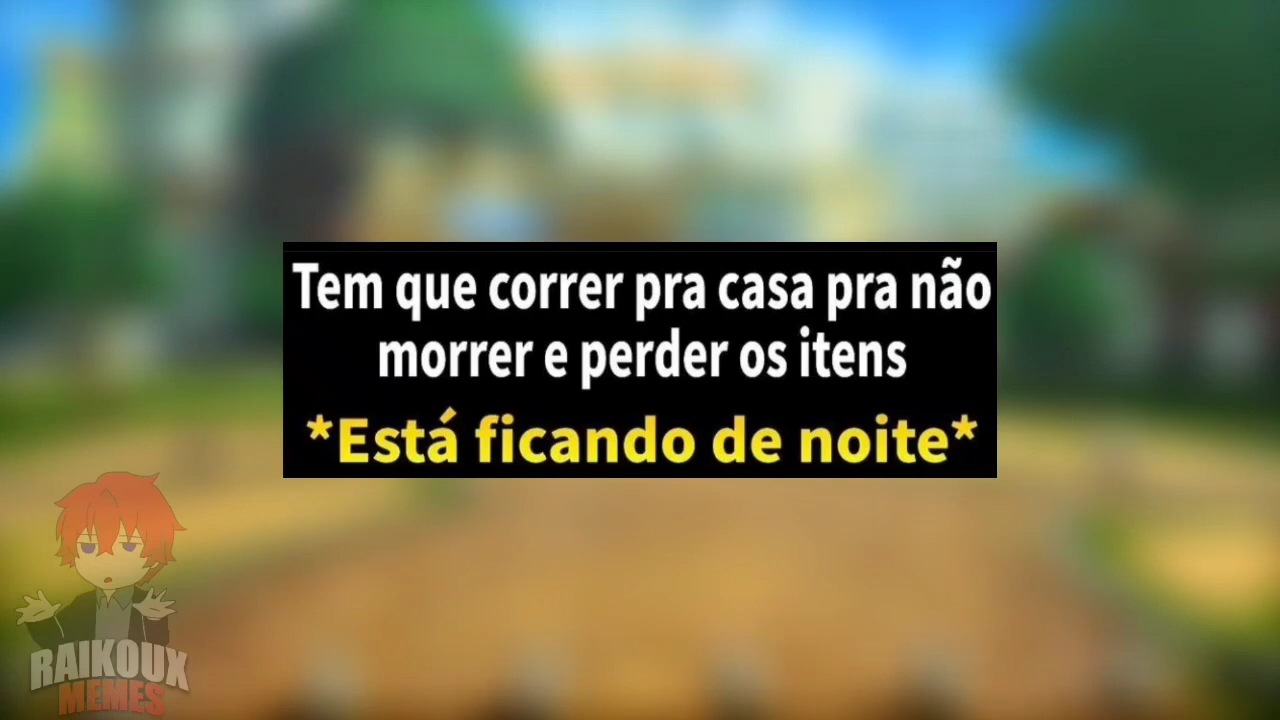 Tem que correr pra casa pra não
morrer e perder os itens
*Está ficando de noite*
RAIKOUX
MEMES